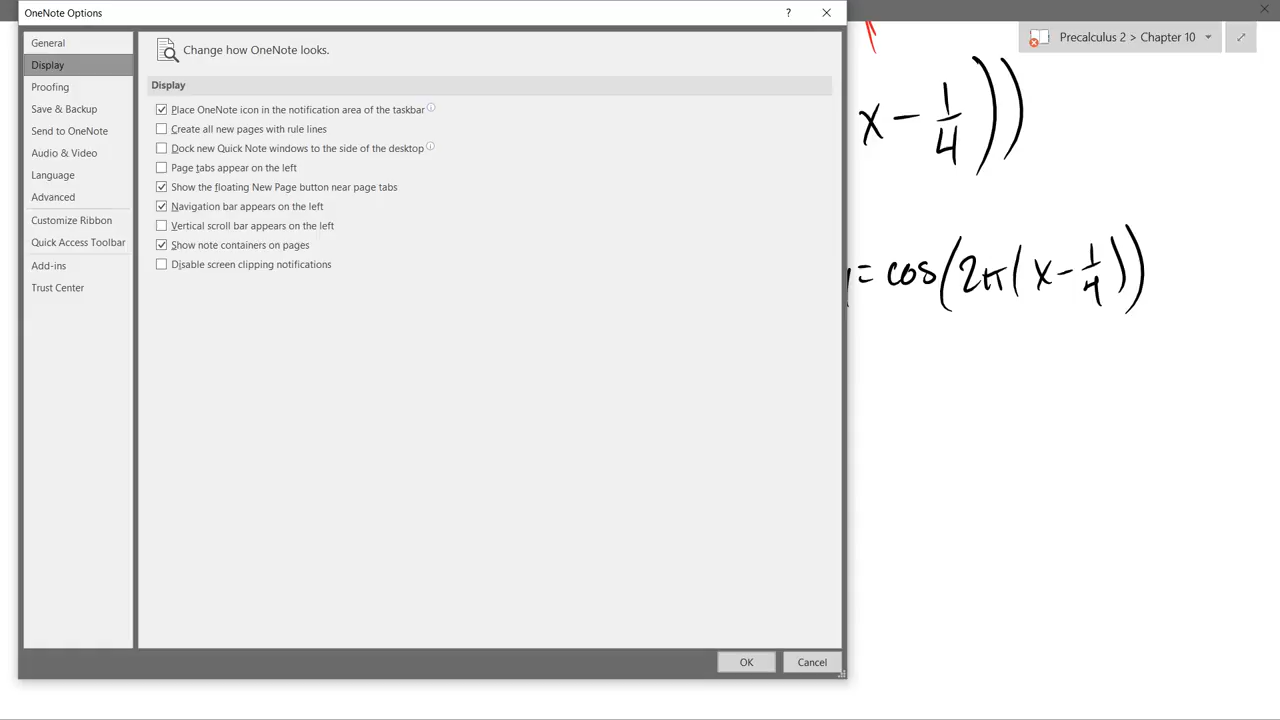 OneNote Options
?
General
Display
Proofing
Save & Backup
Send to OneNote
Audio & Video
Language
Advanced
Customize Ribbon
Quick Access Toolbar
Add-ins
Trust Center
Change how OneNote looks.
Display
Place OneNote icon in the notification area of the taskbar
Create all new pages with rule lines
Dock new Quick Note windows to the side of the desktop
Page tabs appear on the left
Show the floating New Page button near page tabs
Navigation bar appears on the left
Vertical scroll bar appears on the left
Show note containers on pages
Disable screen clipping notifications
OK
Cancel
Precalculus 2 > Chapter 10
x - 1/4))
= cos(2π(x - 1/4))